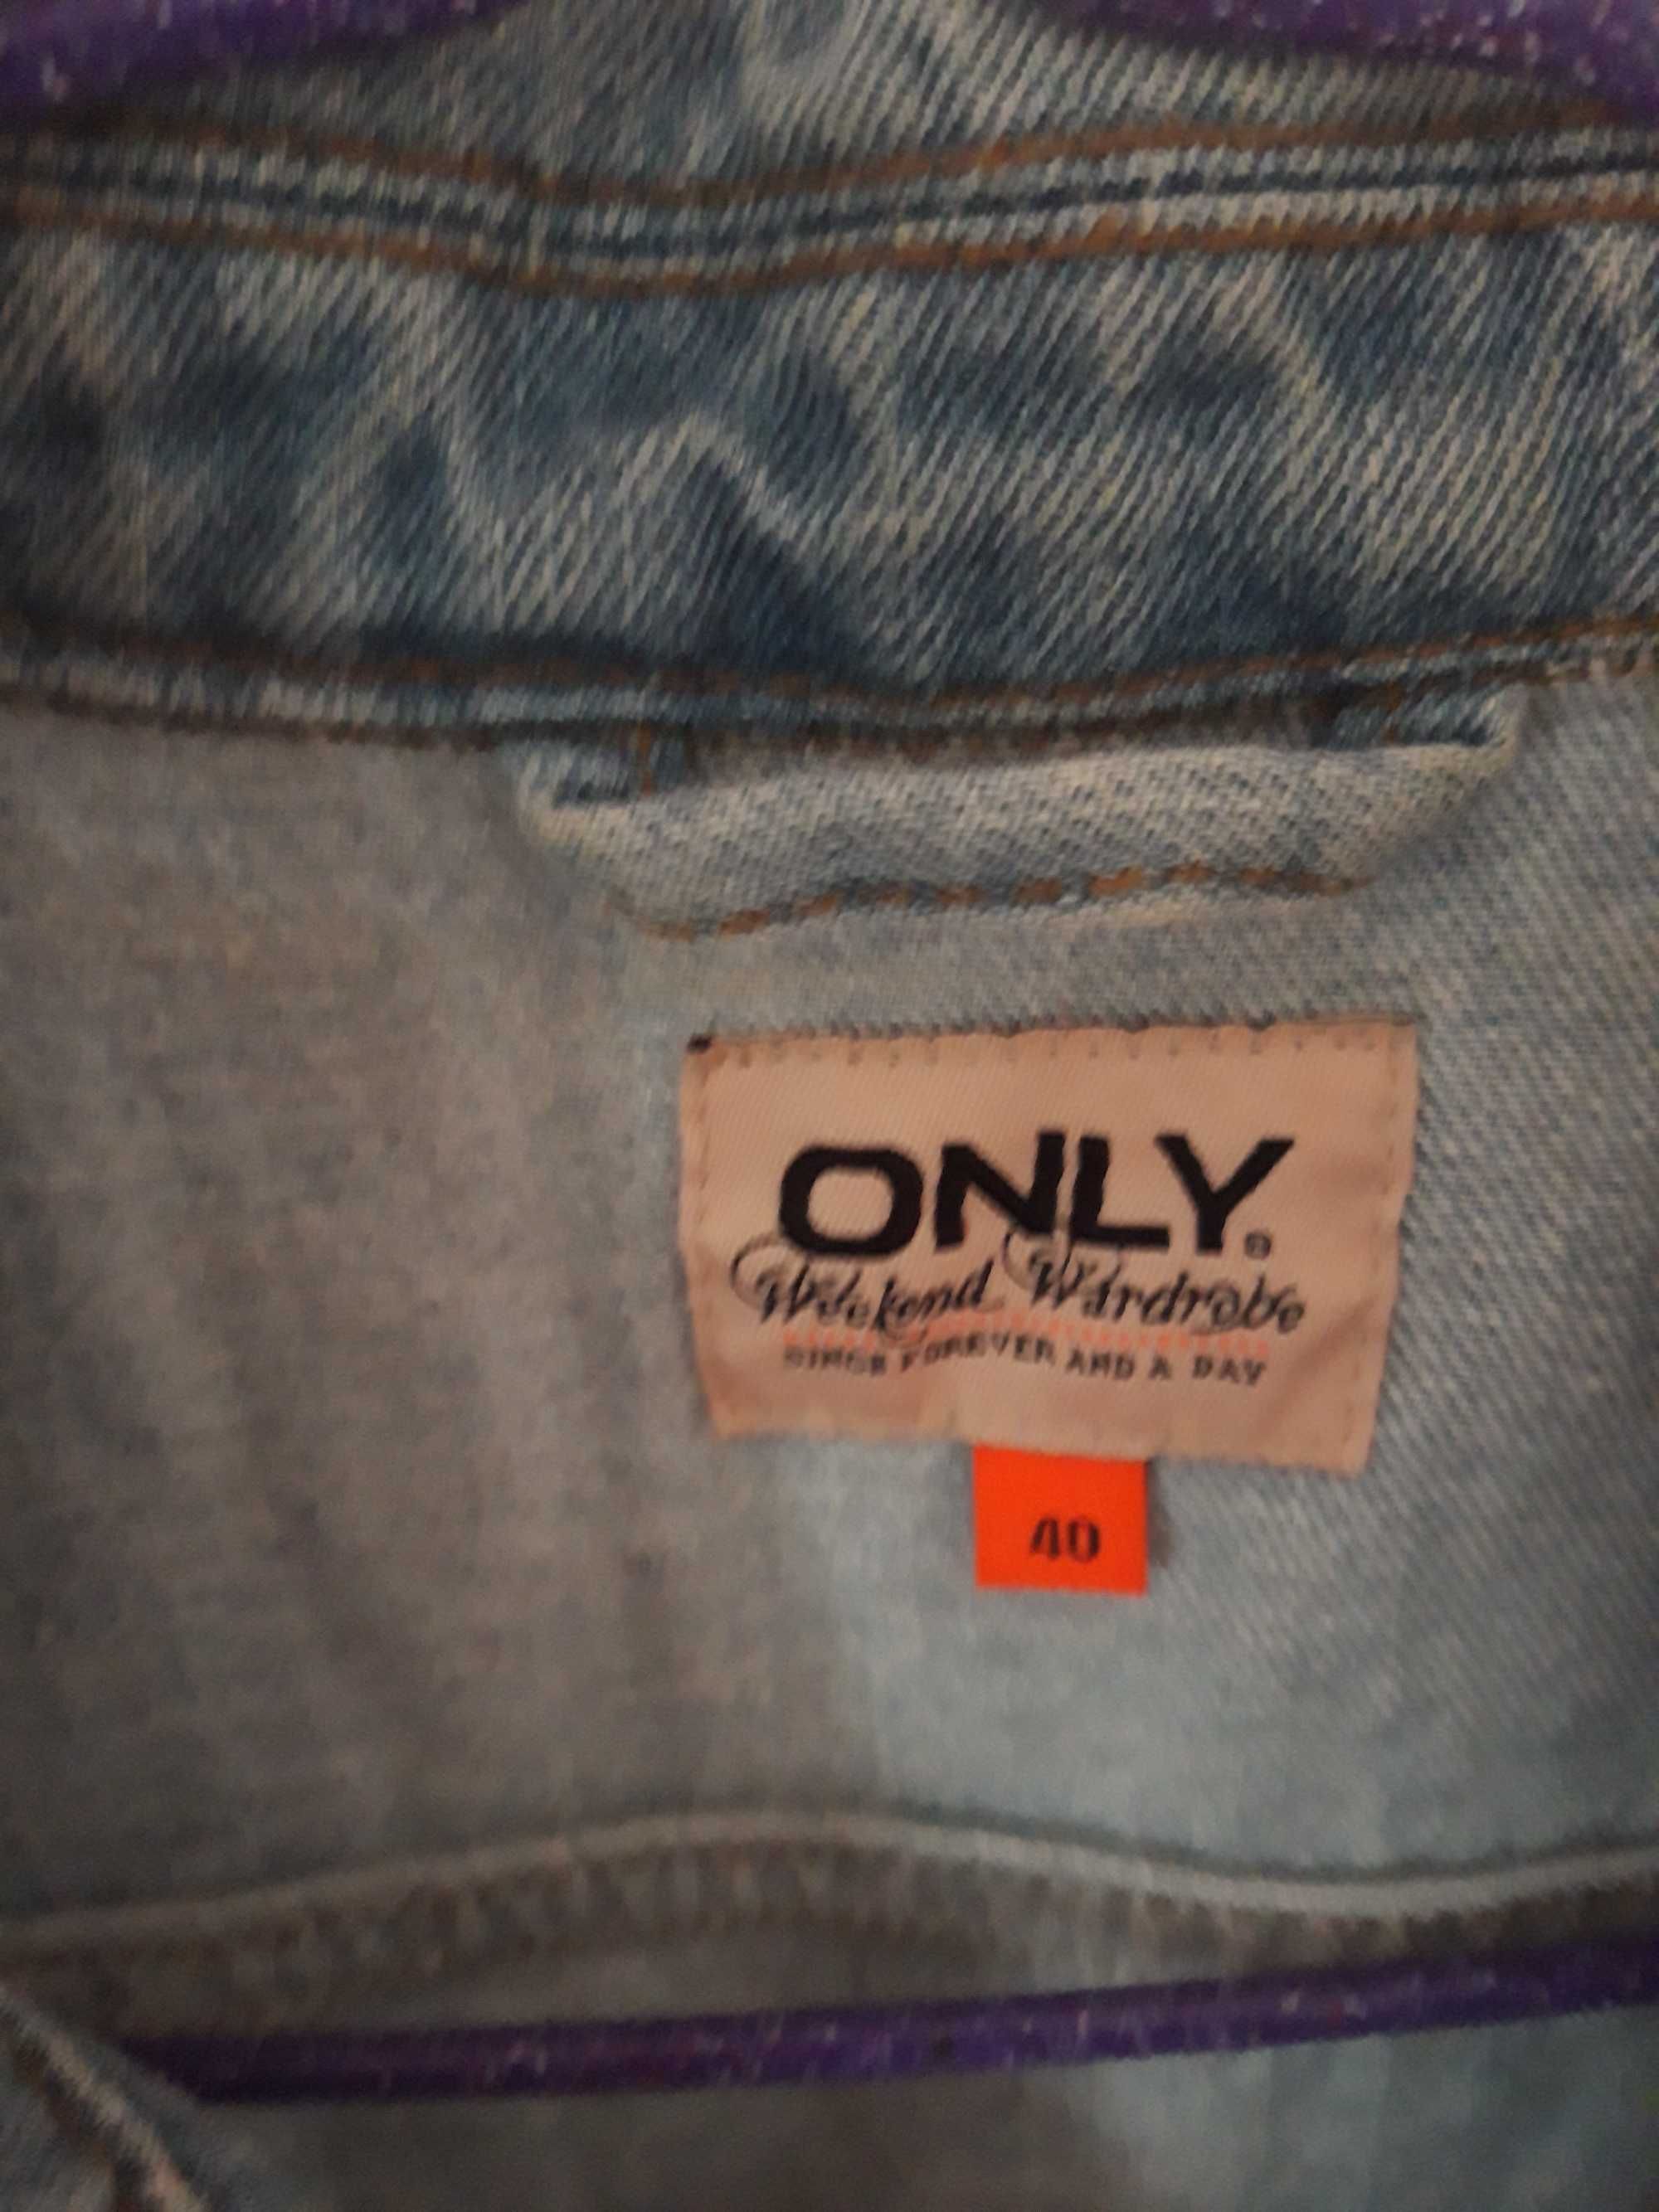 ONLY®
Weekend Wardrobe
SINCE FOREVER AND A DAY
40